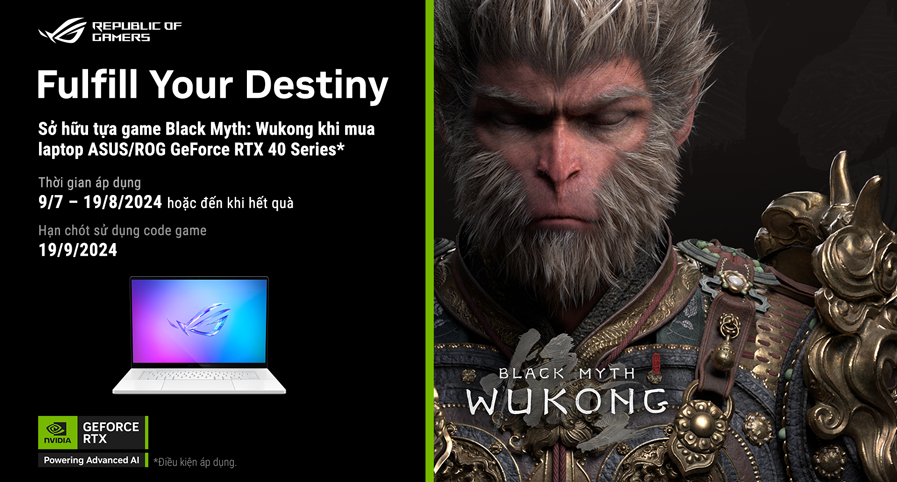 REPUBLIC OF
GAMERS
Fulfill Your Destiny
Sở hữu tựa game Black Myth: Wukong khi mua
laptop ASUS/ROG GeForce RTX 40 Series*
Thời gian áp dụng
9/7 – 19/8/2024 hoặc đến khi hết quà
Hạn chót sử dụng code game
19/9/2024
NVIDIA
GEFORCE
RTX
Powering Advanced AI
*Điều kiện áp dụng.
BLACK MYTH
WUKONG